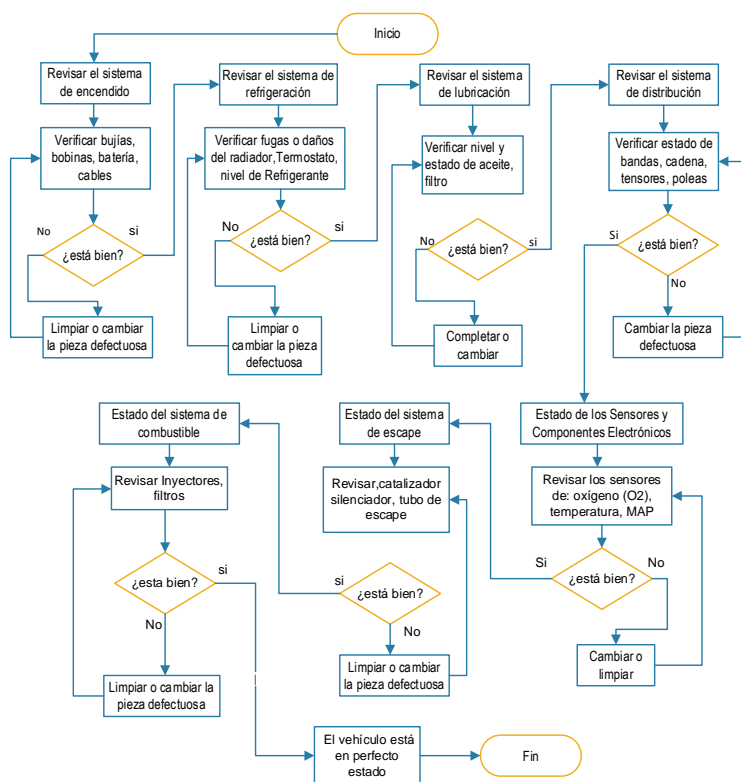 Inicio
Revisar el sistema
de encendido
Verificar bujías,
bobinas, batería,
cables
No
si
¿está bien?
Limpiar o cambiar
la pieza defectuosa
Revisar el sistema de
refrigeración
Verificar fugas o daños
del radiador,Termostato,
nivel de Refrigerante
No
si
¿está bien?
Limpiar o
cambiar la pieza
defectuosa
Revisar el sistema
de lubricación
Verificar nivel y
estado de aceite,
filtro
No
si
¿está bien?
Completar o
cambiar
Revisar el sistema
de distribución
Verificar estado de
bandas, cadena,
tensores, poleas
Si
¿está bien?
No
Cambiar la pieza
defectuosa
Estado de los Sensores y
Componentes Electrónicos
Revisar los sensores
de: oxígeno (O2),
temperatura, MAP
Si
No
¿está bien?
Cambiar o
limpiar
Estado del sistema
de escape
Revisar,catalizador
silenciador, tubo de
escape
si
¿está bien?
No
Limpiar o cambiar
la pieza defectuosa
Estado del sistema de
combustible
Revisar Inyectores,
filtros
¿esta bien?
si
No
Limpiar o cambiar la
pieza defectuosa
El vehículo está
en perfecto
estado
Fin